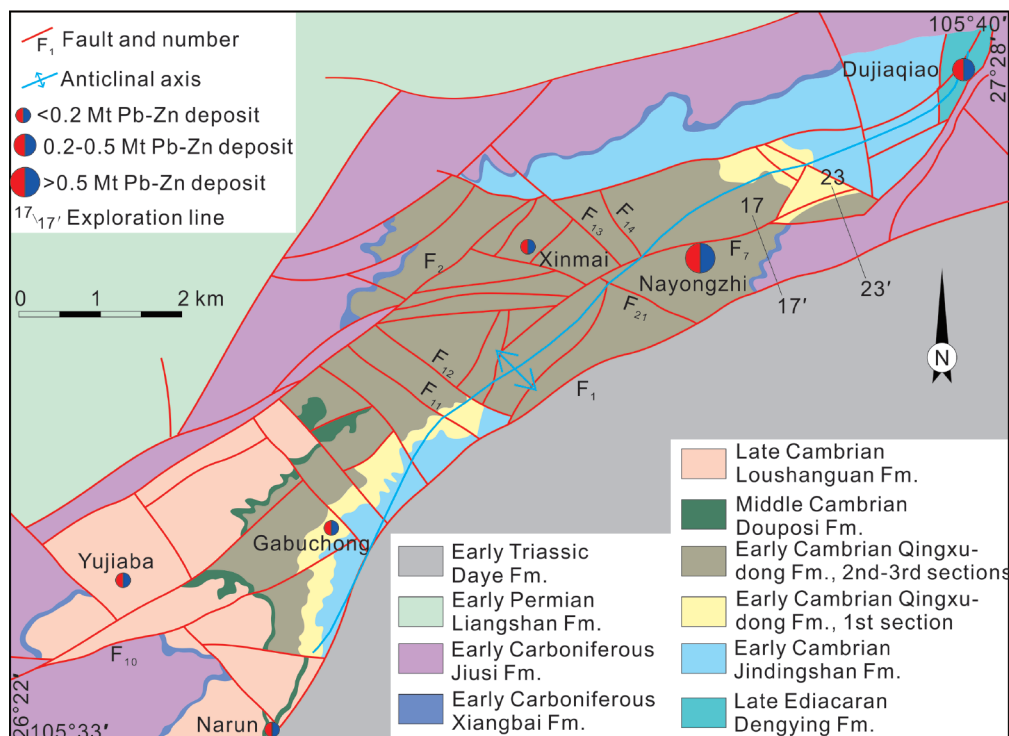 F1 Fault and number
Anticlinal axis
<0.2 Mt Pb-Zn deposit
0.2-0.5 Mt Pb-Zn deposit
>0.5 Mt Pb-Zn deposit
17 17′ Exploration line
105°40′
27°28′
Dujiaqiao
23
17
F13
F14
Xinmai
F2
F7
Nayongzhi
0 1 2 km
17′
23′
F21
N
F12
F11
F1
Gabuchong
Yujiaba
F10
Narun
26°22′
105°33′
Early Triassic
Daye Fm.
Early Permian
Liangshan Fm.
Early Carboniferous
Jiusi Fm.
Early Carboniferous
Xiangbai Fm.
Late Cambrian
Loushanguan Fm.
Middle Cambrian
Douposi Fm.
Early Cambrian Qingxu-
dong Fm., 2nd-3rd sections
Early Cambrian Qingxu-
dong Fm., 1st section
Early Cambrian
Jindingshan Fm.
Late Ediacaran
Dengying Fm.